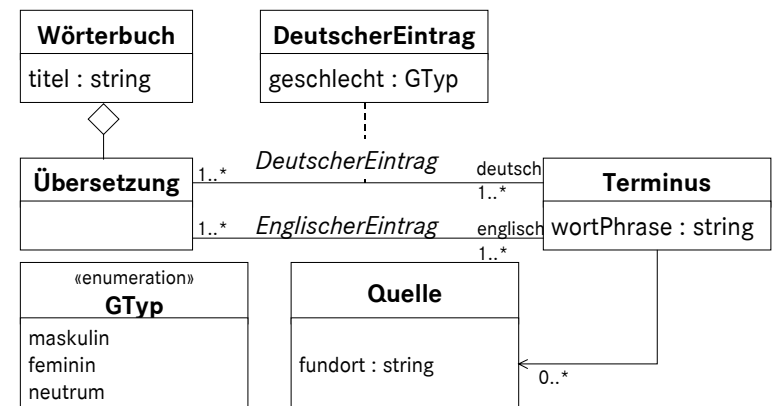 Wörterbuch
titel : string
DeutscherEintrag
geschlecht : GTyp
Übersetzung
1..*
DeutscherEintrag
deutsch
1..*
1..*
EnglischerEintrag
englisch
1..*
Terminus
wortPhrase : string
«enumeration»
GTyp
maskulin
feminin
neutrum
Quelle
fundort : string
0..*